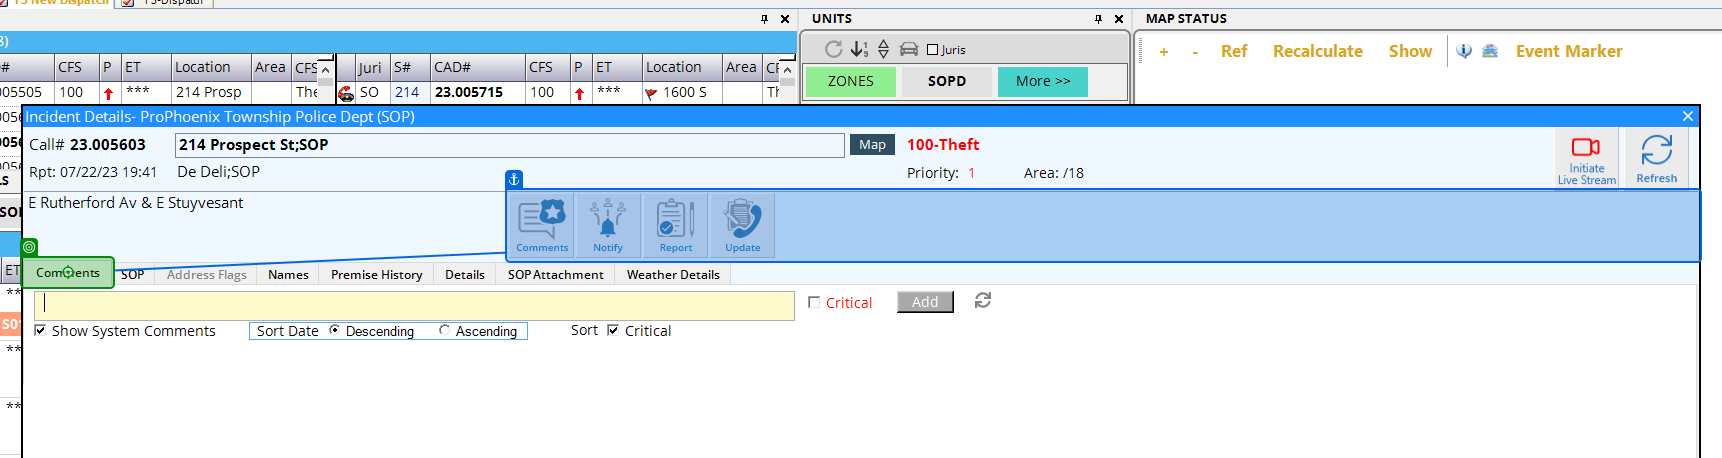 YS New Dispatch YS-Dispatch
UNITS
MAP STATUS
3)
D# CFS P ET Location Area CFS
Juri S# CAD# CFS P ET Location Area CF
Juris
+ - Ref Recalculate Show Event Marker
005505 100 *** 214 Prosp The
SO 214 23.005715 100 *** 1600 S Th
ZONES SOPD More >>
Incident Details- ProPhoenix Township Police Dept (SOP)
Call# 23.005603 214 Prospect St;SOP Map 100-Theft
Rpt: 07/22/23 19:41 De Deli;SOP Priority: 1 Area: /18
Initiate
Live Stream
Refresh
E Rutherford Av & E Stuyvesant
Comments Notify Report Update
Comments SOP Address Flags Names Premise History Details SOP Attachment Weather Details
Critical Add
Show System Comments Sort Date Descending Ascending Sort Critical